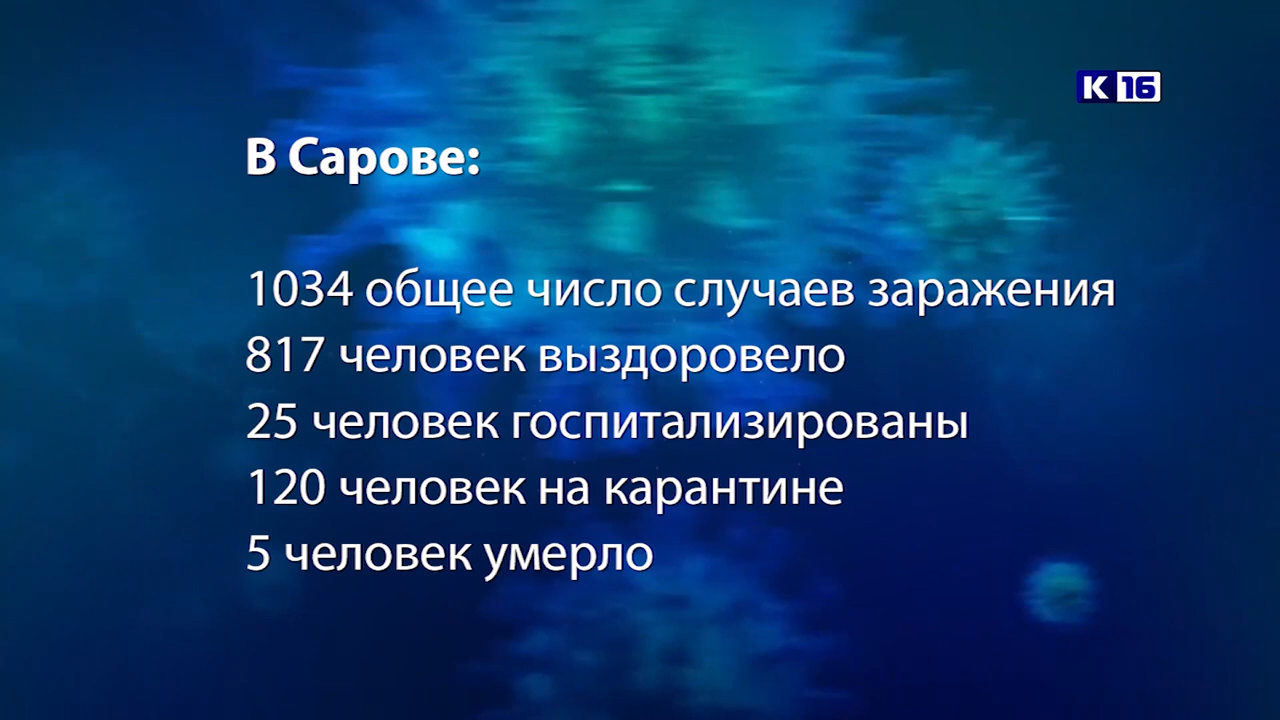 К 16
В Сарове:
1034 общее число случаев заражения
817 человек выздоровело
25 человек госпитализированы
120 человек на карантине
5 человек умерло